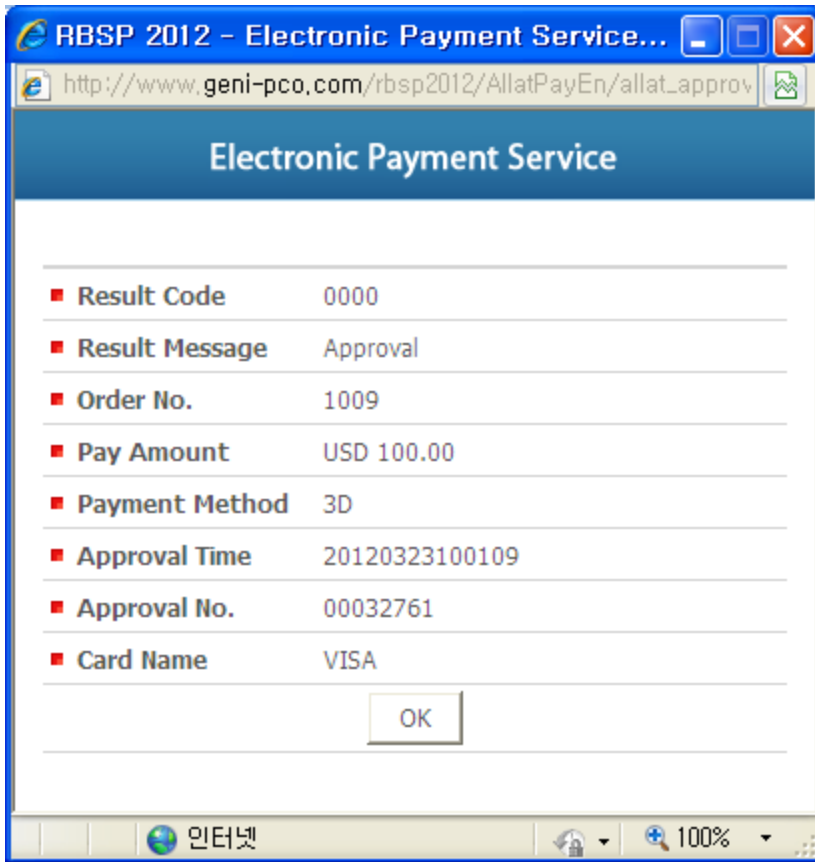 RBSP 2012 - Electronic Payment Service...
http://www.geni-pco.com/rbsp2012/AllatPayEn/allat_approv
Electronic Payment Service
Result Code 0000
Result Message Approval
Order No. 1009
Pay Amount USD 100.00
Payment Method 3D
Approval Time 20120323100109
Approval No. 00032761
Card Name VISA
OK
인터넷 100%